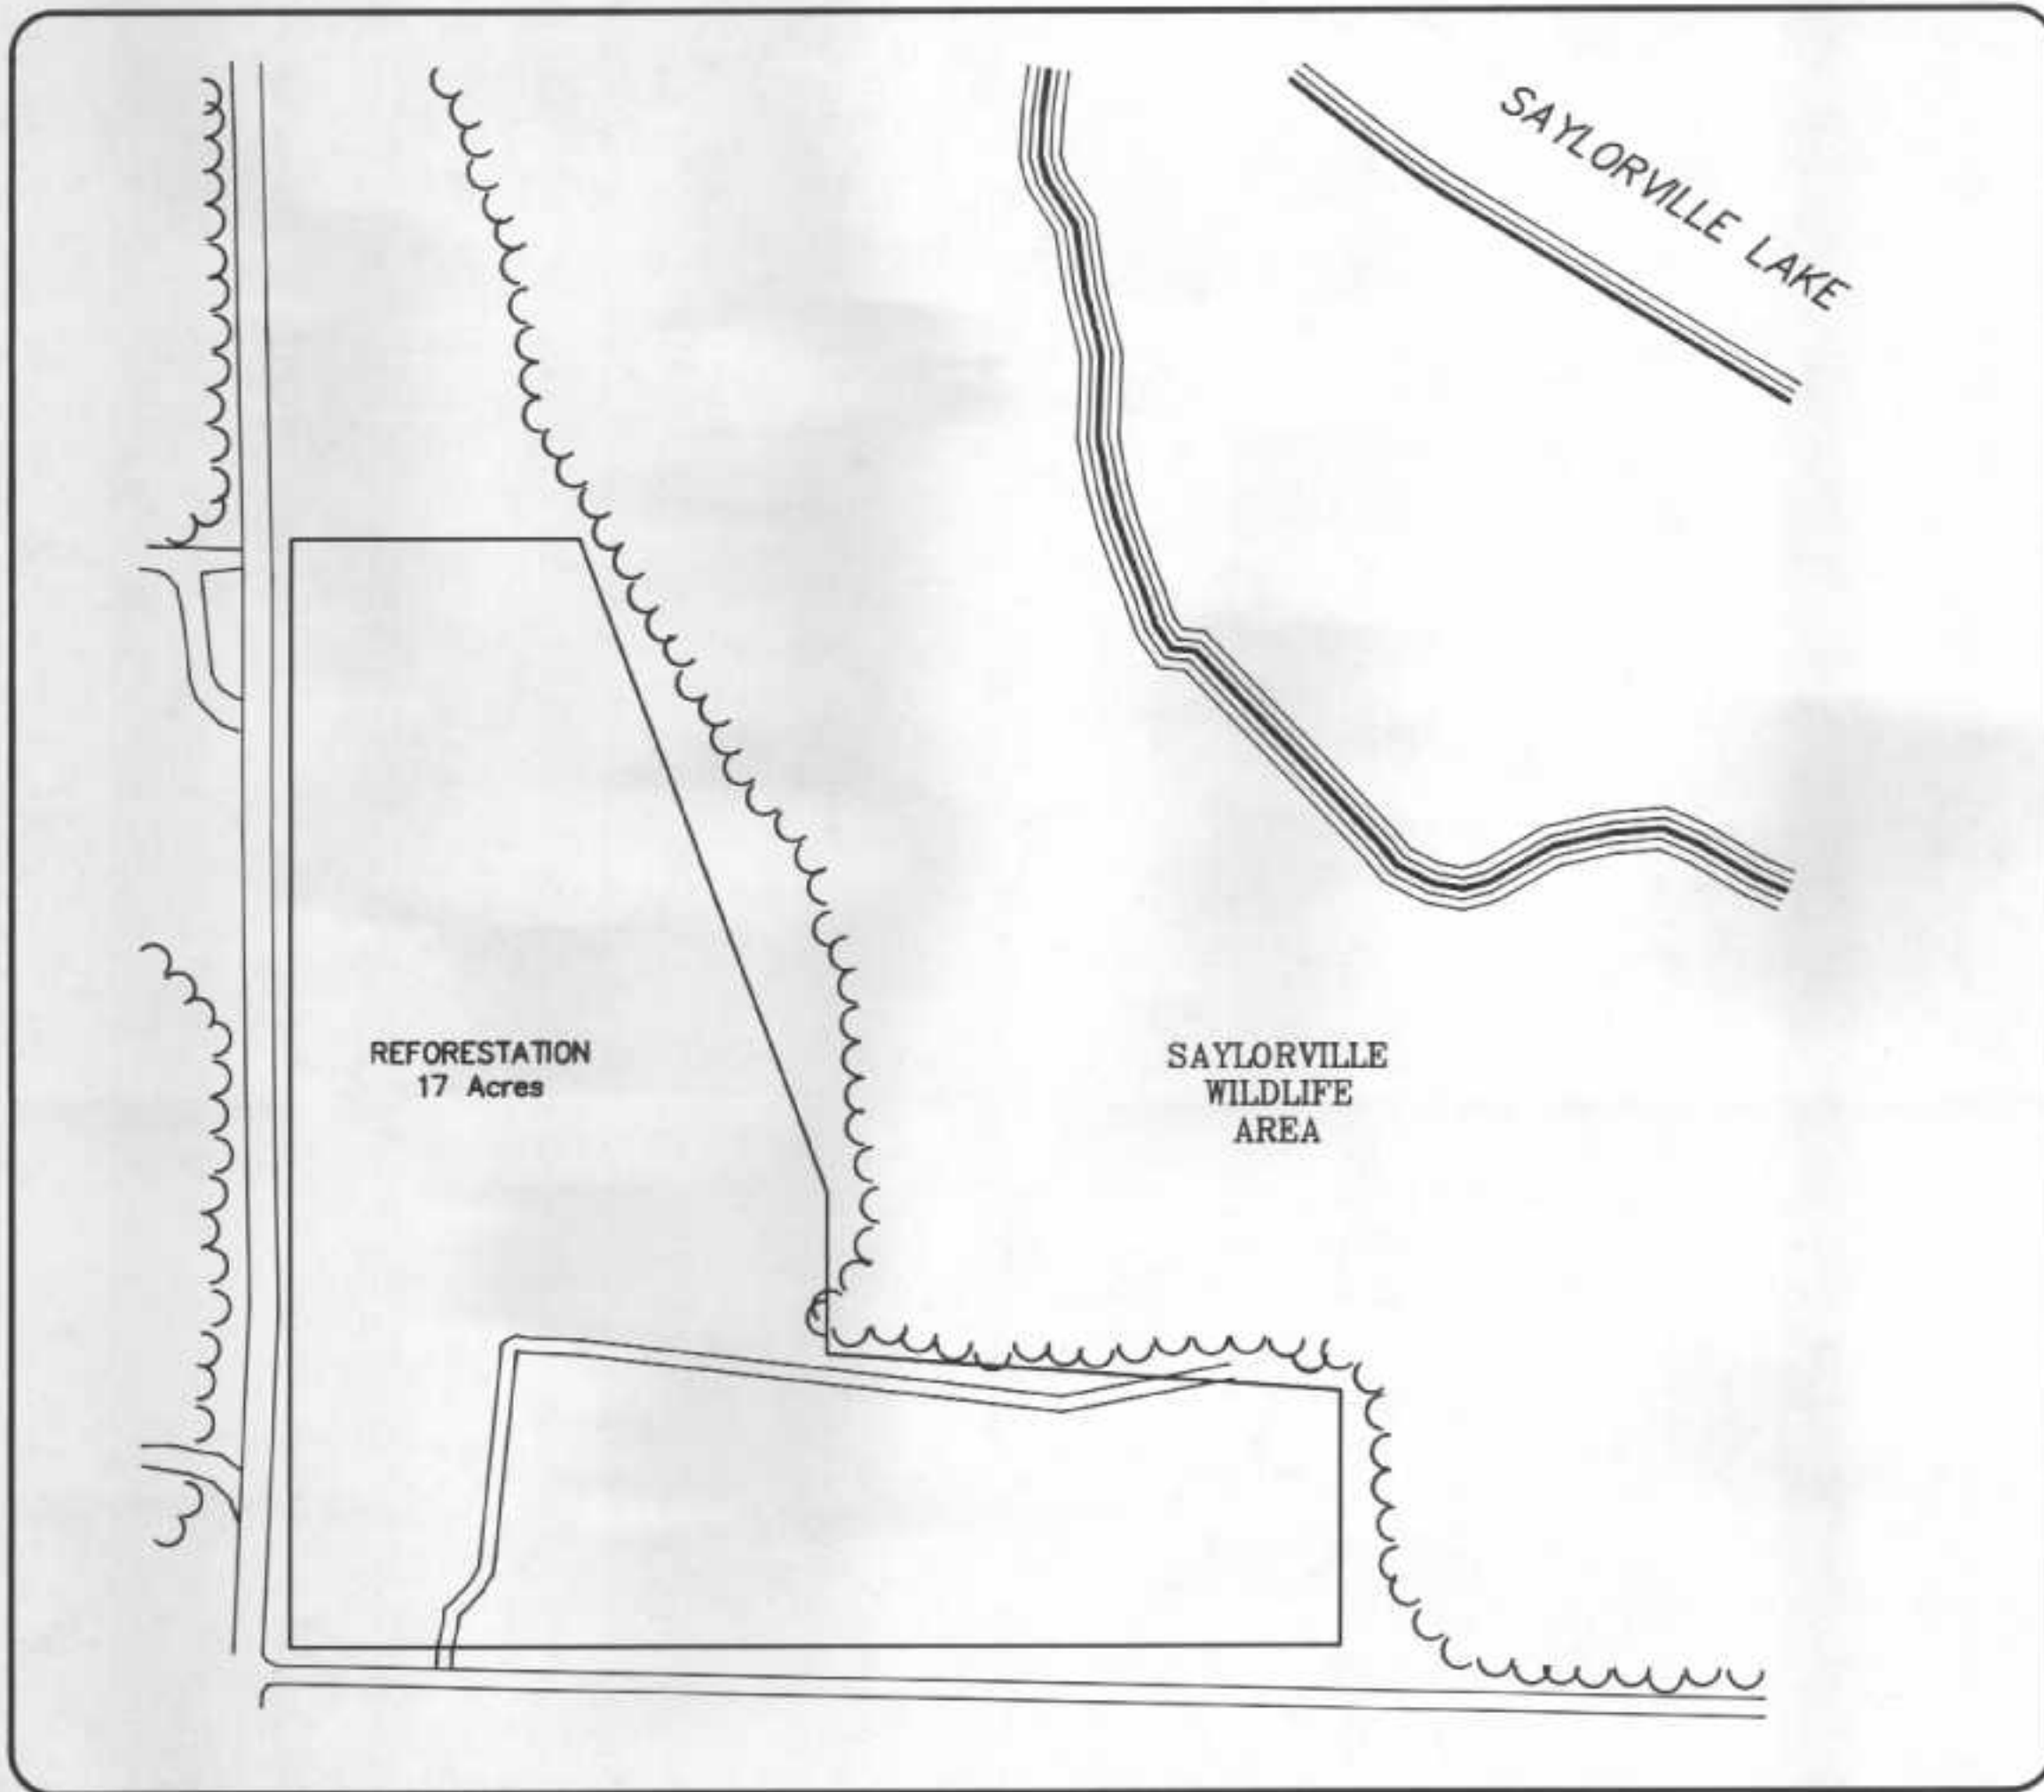 SAYLORVILLE LAKE
REFORESTATION
17 Acres
SAYLORVILLE
WILDLIFE
AREA